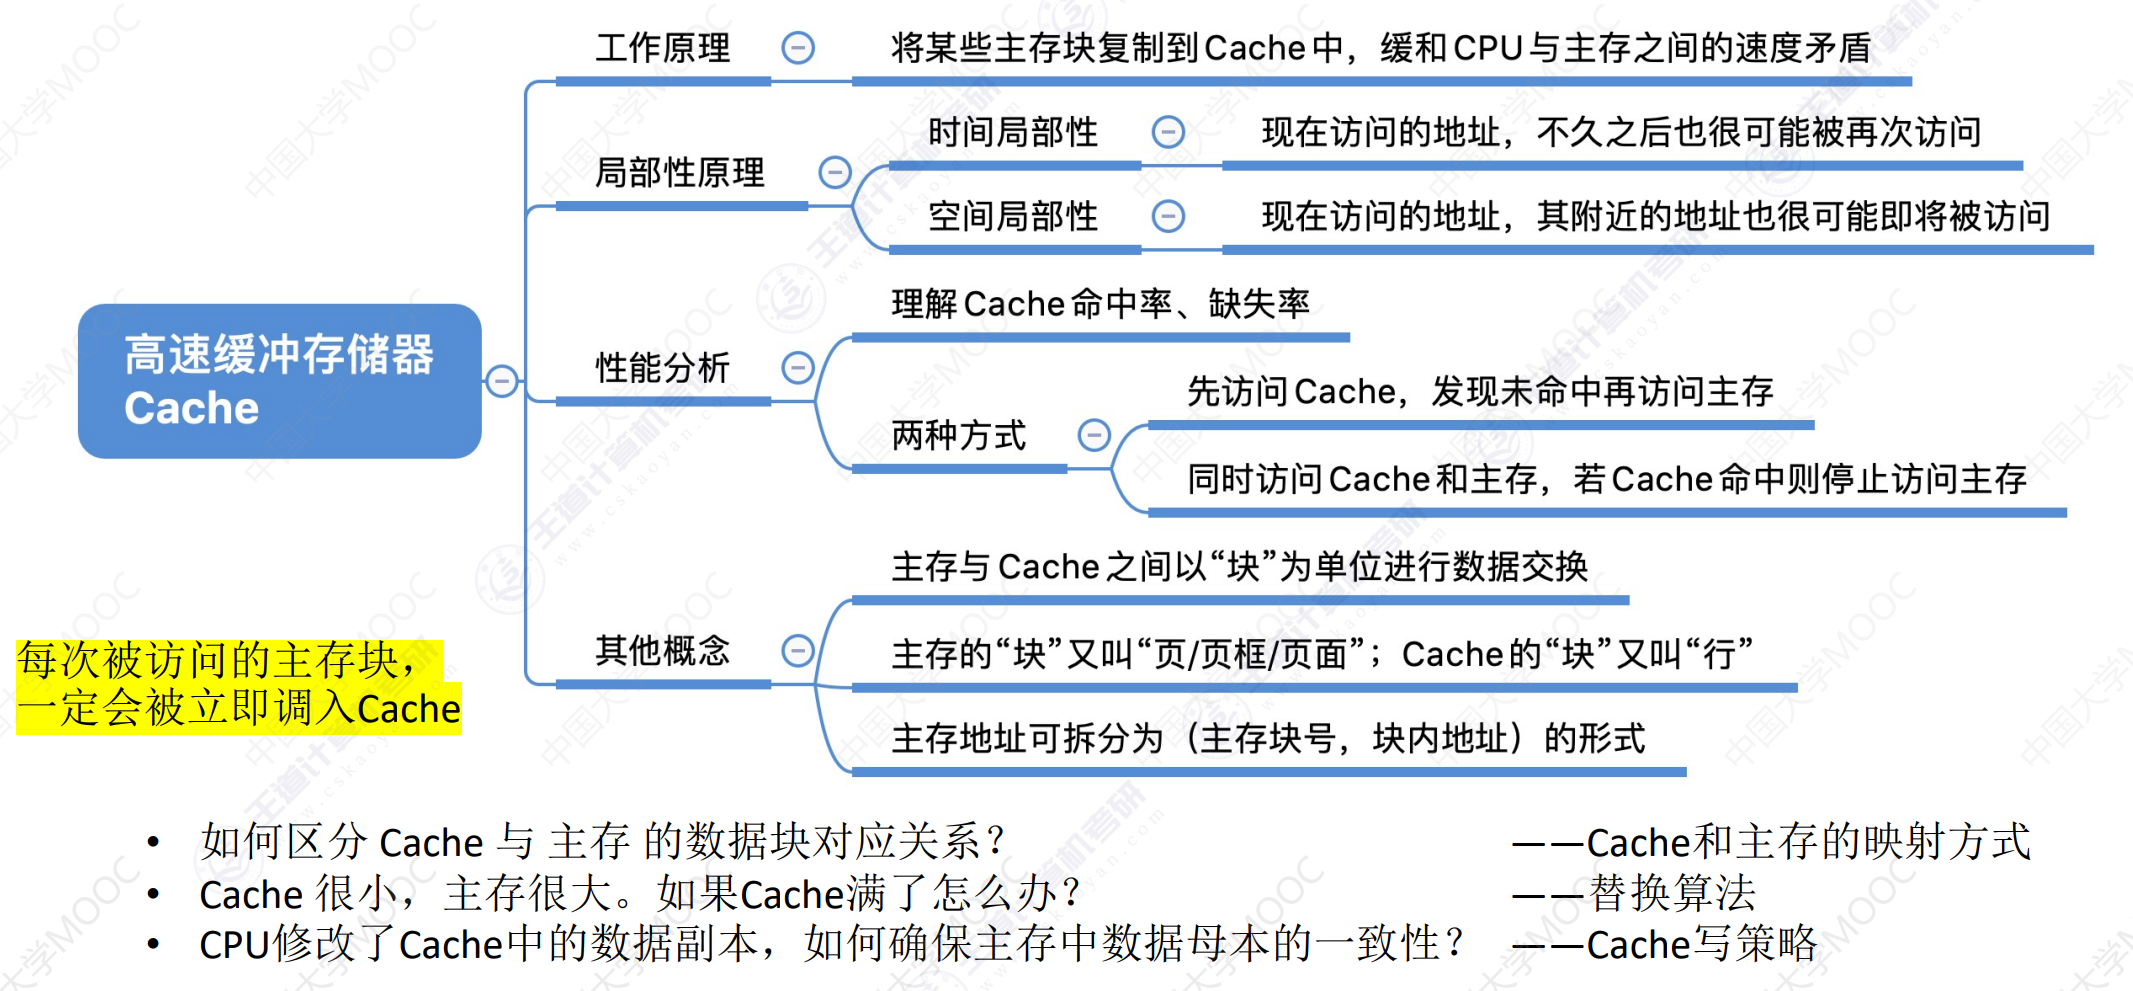 工作原理
将某些主存块复制到Cache中，缓和CPU与主存之间的速度矛盾
局部性原理
时间局部性
现在访问的地址，不久之后也很可能被再次访问
空间局部性
现在访问的地址，其附近的地址也很可能即将被访问
高速缓冲存储器
Cache
性能分析
理解Cache命中率、缺失率
两种方式
先访问Cache，发现未命中再访问主存
同时访问Cache和主存，若Cache命中则停止访问主存
其他概念
主存与Cache之间以“块”为单位进行数据交换
主存的“块”又叫“页/页框/页面”；Cache的“块”又叫“行”
主存地址可拆分为（主存块号，块内地址）的形式
每次被访问的主存块，
一定会被立即调入Cache
• 如何区分 Cache 与 主存 的数据块对应关系？ ——Cache和主存的映射方式
• Cache 很小，主存很大。如果Cache满了怎么办？ ——替换算法
• CPU修改了Cache中的数据副本，如何确保主存中数据母本的一致性？ ——Cache写策略
中国大学MOOC
王道计算机考研
www.cskaoyan.com